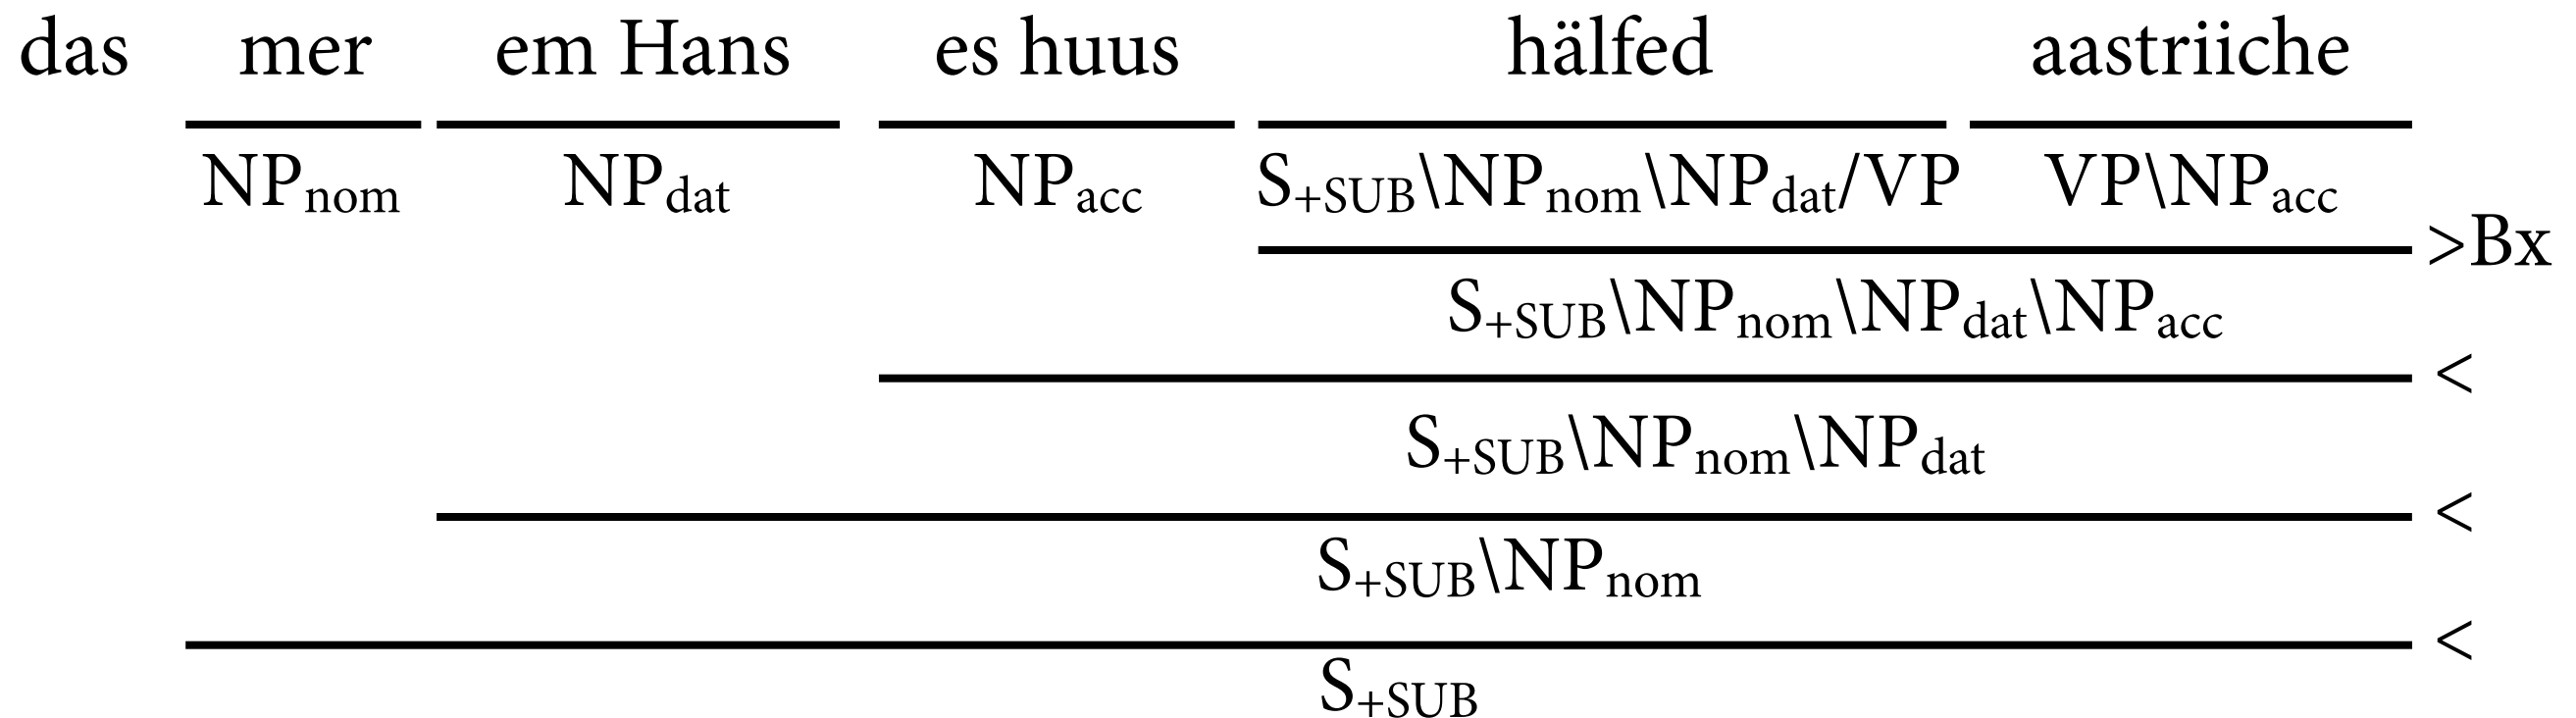 das mer em Hans es huus hälfed aastriiche
NPnom NPdat NPacc S+SUB\NPnom\NPdat/VP VP\NPacc
>Bx
S+SUB\NPnom\NPdat\NPacc
<
S+SUB\NPnom\NPdat
<
S+SUB\NPnom
<
S+SUB